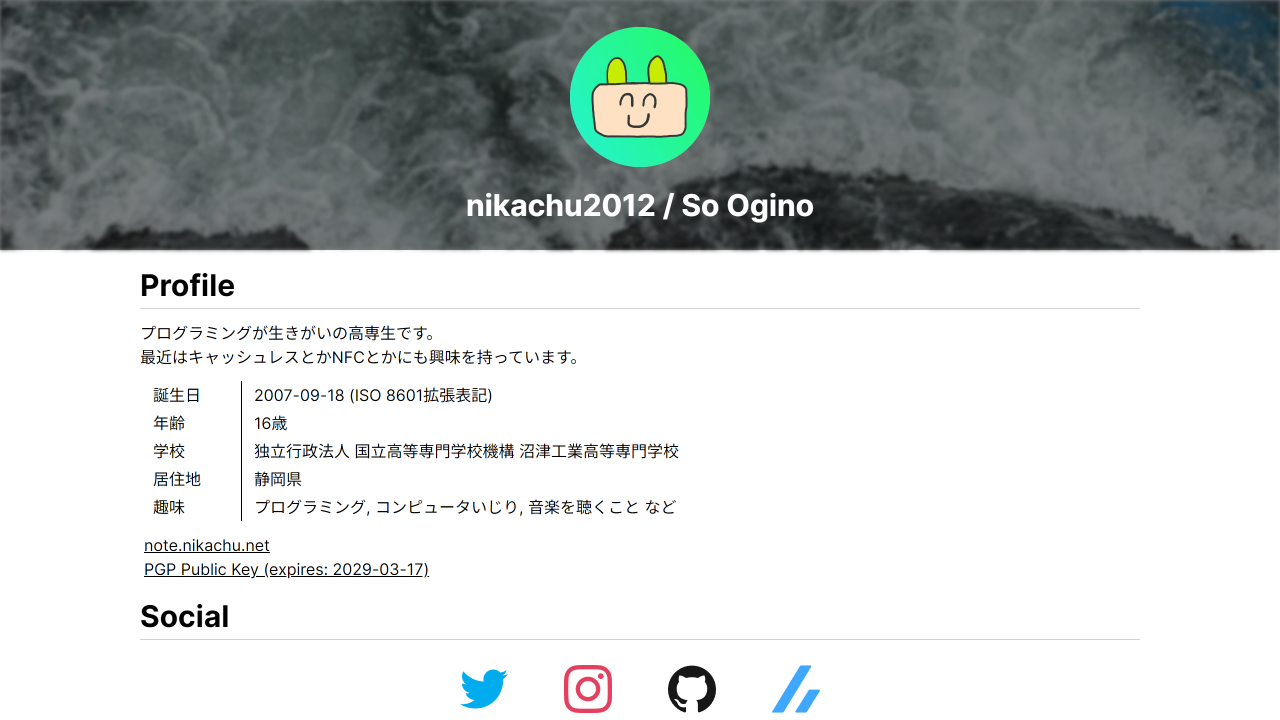 nikachu2012 / So Ogino
Profile
プログラミングが生きがいの高専生です。
最近はキャッシュレスとかNFCとかにも興味を持っています。
誕生日 2007-09-18 (ISO 8601拡張表記)
年齢 16歳
学校 独立行政法人 国立高等専門学校機構 沼津工業高等専門学校
居住地 静岡県
趣味 プログラミング, コンピュータいじり, 音楽を聴くこと など
note.nikachu.net
PGP Public Key (expires: 2029-03-17)
Social